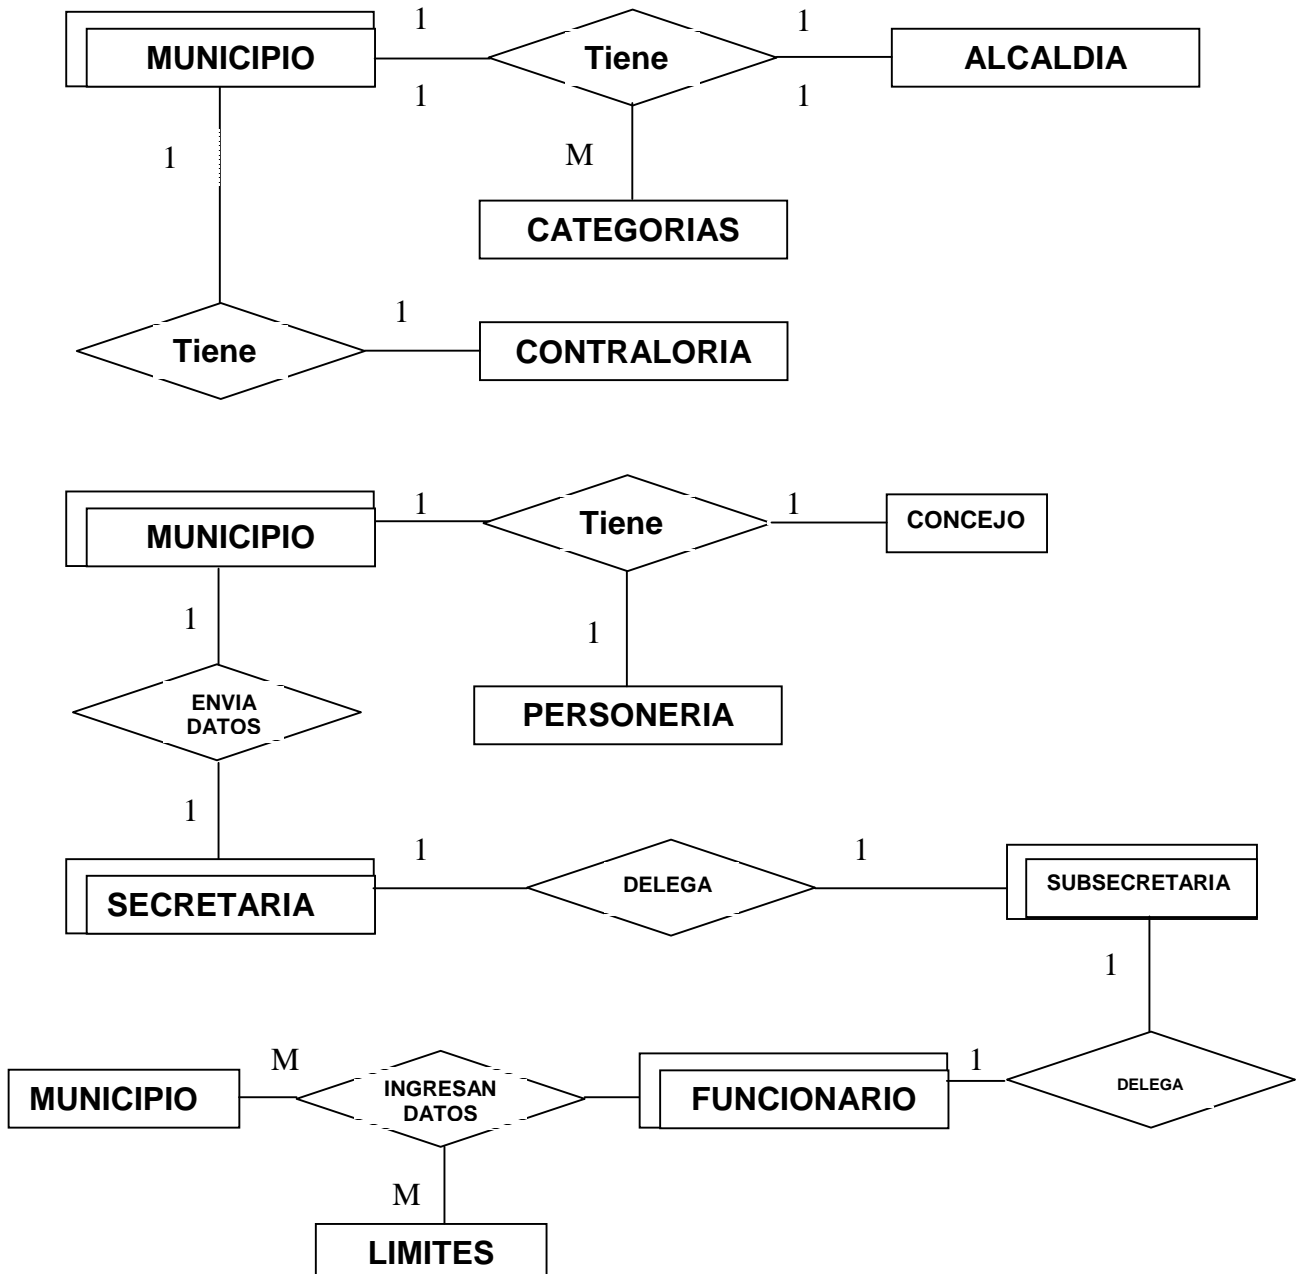 1
1
MUNICIPIO
Tiene
ALCALDIA
1
1
1
M
CATEGORIAS
1
Tiene
CONTRALORIA
1
1
MUNICIPIO
Tiene
CONCEJO
1
1
ENVIA
DATOS
PERSONERIA
1
1
1
SECRETARIA
DELEGA
SUBSECRETARIA
1
M
1
MUNICIPIO
INGRESAN
DATOS
FUNCIONARIO
DELEGA
M
LIMITES